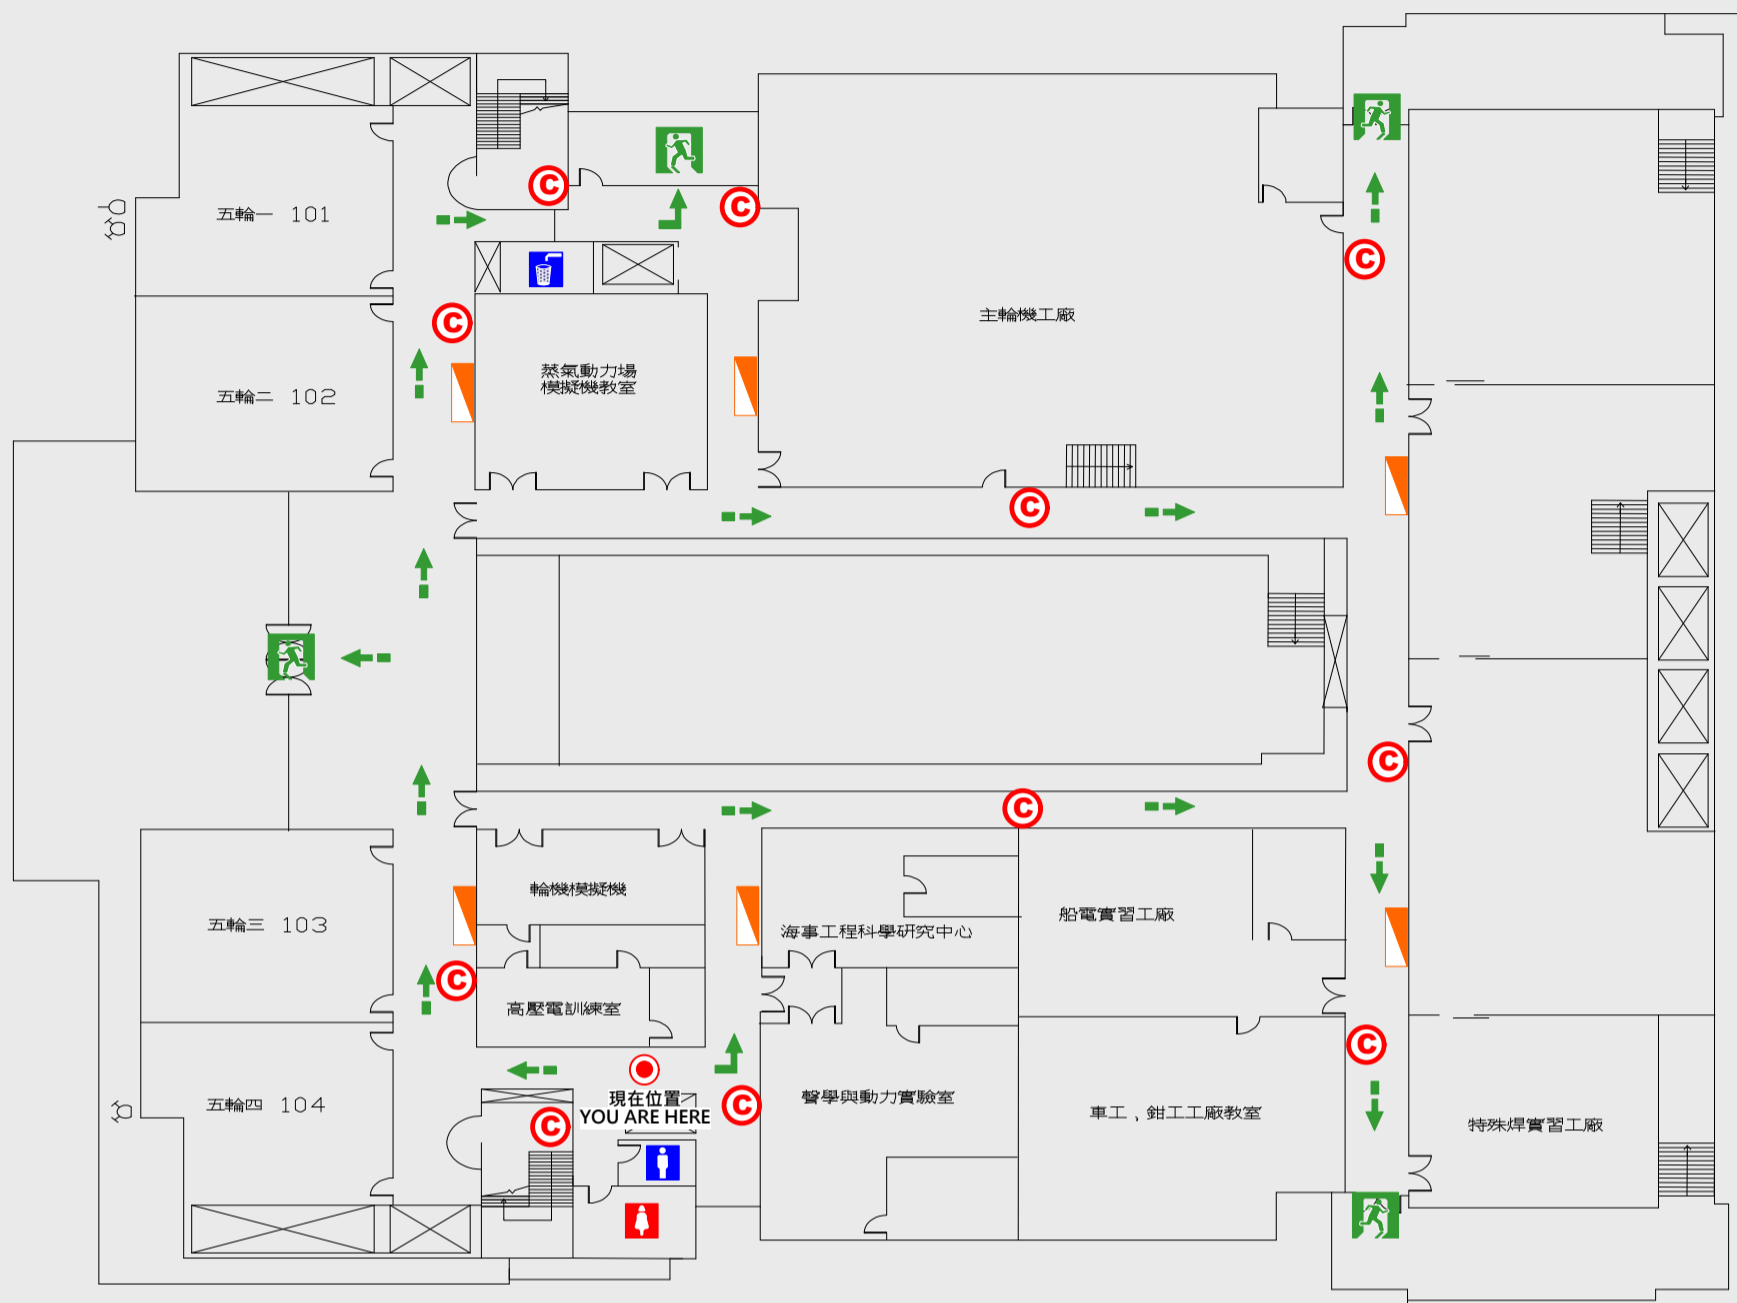 五輪一 101
主輪機工廠
蒸氣動力場
模擬機教室
五輪二 102
輪機模擬機
船電實習工廠
五輪三 103
海事工程科學研究中心
高壓電訓練室
現在位置
YOU ARE HERE
聲學與動力實驗室
五輪四 104
車工﹐鉗工工廠教室
特殊焊實習工廠
C
C
C
C
C
C
C
C
C
C
C